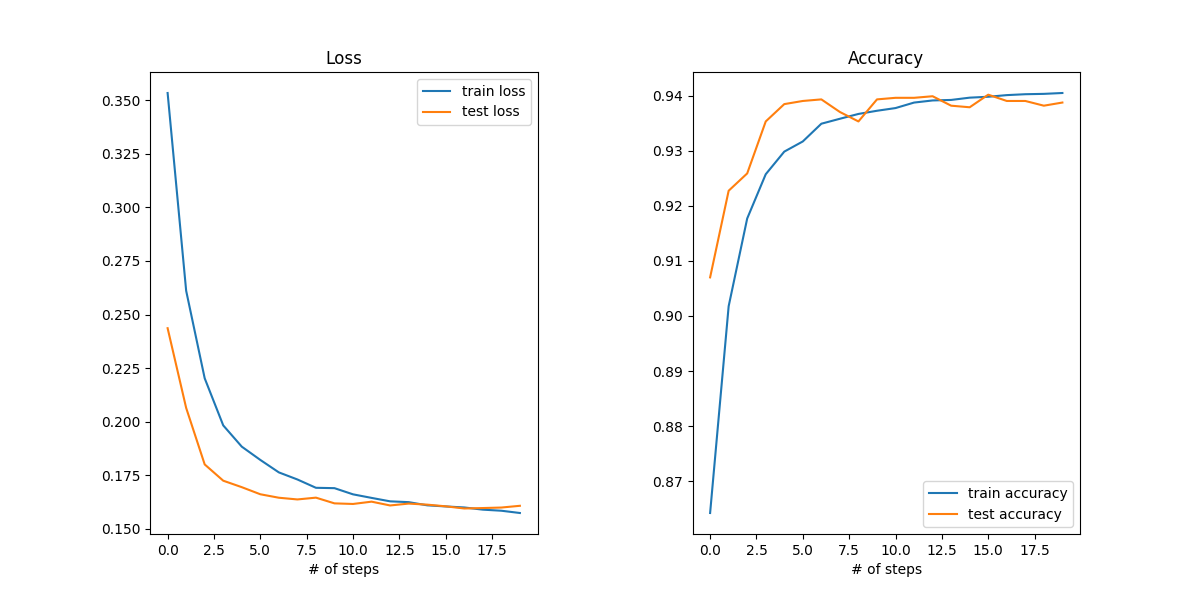 Loss
0.350
0.325
0.300
0.275
0.250
0.225
0.200
0.175
0.150
train loss
test loss
0.0 2.5 5.0 7.5 10.0 12.5 15.0 17.5
# of steps
Accuracy
0.94
0.93
0.92
0.91
0.90
0.89
0.88
0.87
train accuracy
test accuracy
0.0 2.5 5.0 7.5 10.0 12.5 15.0 17.5
# of steps